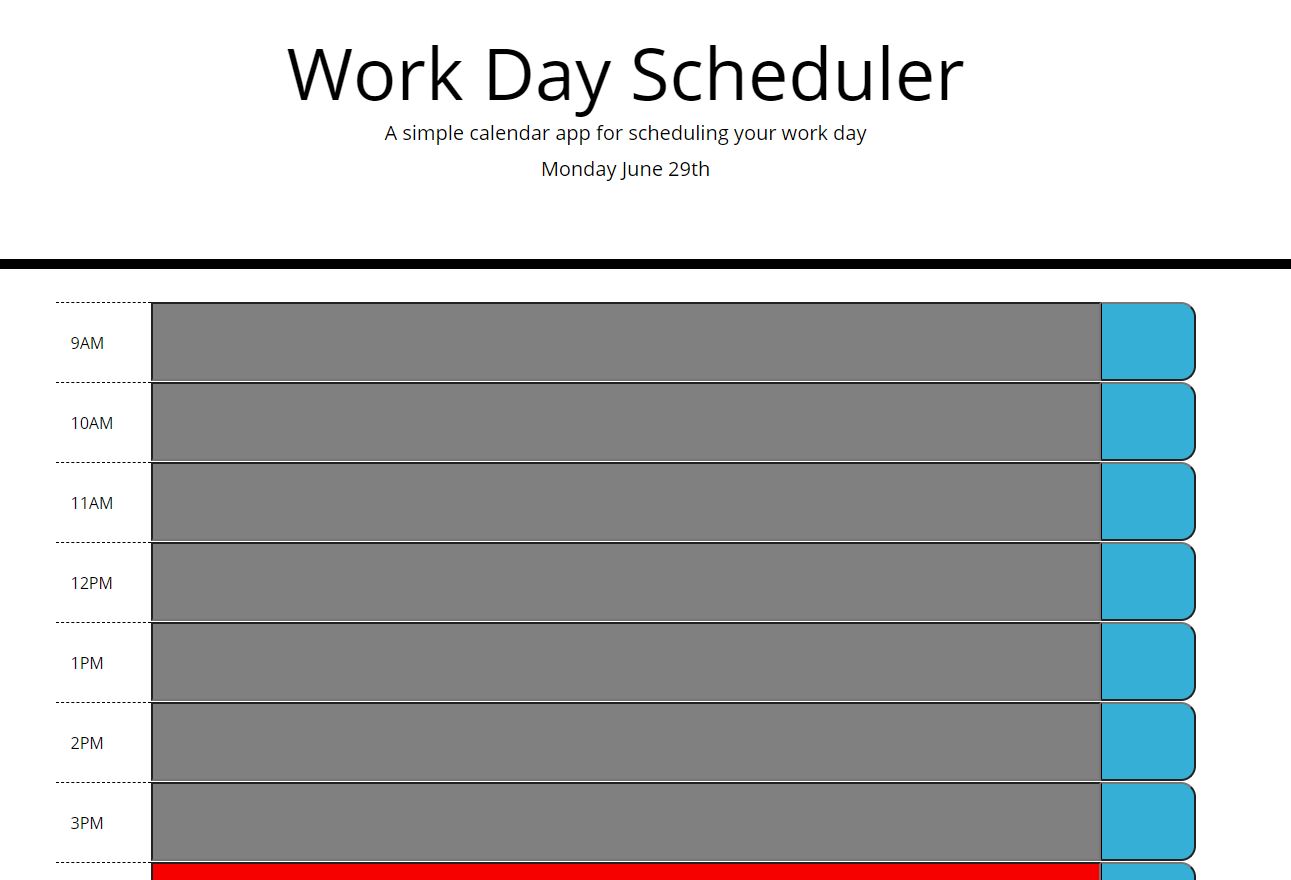 Work Day Scheduler
A simple calendar app for scheduling your work day
Monday June 29th
9AM
10AM
11AM
12PM
1PM
2PM
3PM